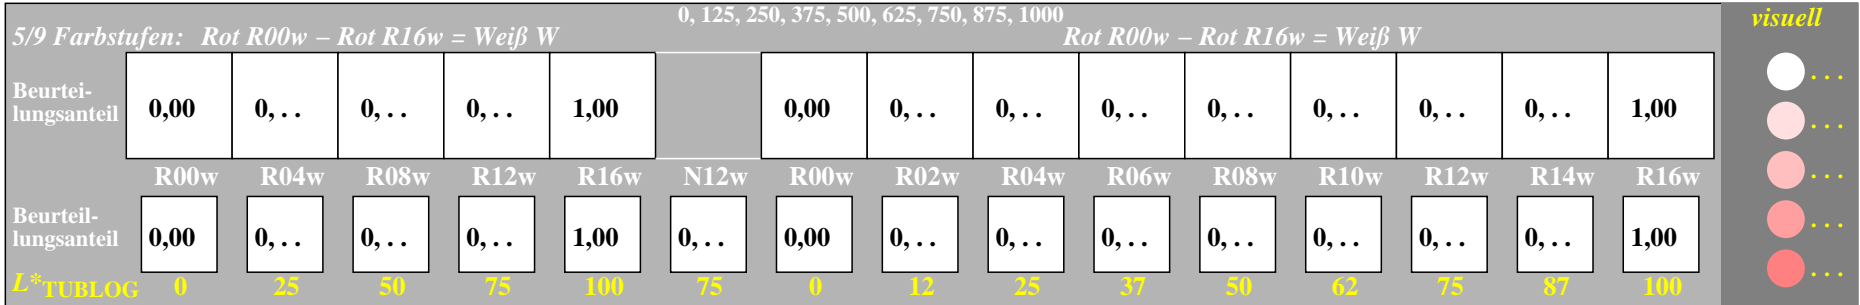 0, 125, 250, 375, 500, 625, 750, 875, 1000
visuell
5/9 Farbstufen: Rot R00w – Rot R16w = Weiß W Rot R00w – Rot R16w = Weiß W
Beurtei-
lungsanteil
0,00 0, . . 0, . . 0, . . 1,00 0,00 0, . . 0, . . 0, . . 0, . . 0, . . 0, . . 0, . . 1,00
R00w R04w R08w R12w R16w N12w R00w R02w R04w R06w R08w R10w R12w R14w R16w
Beurteil-
lungsanteil
0,00 0, . . 0, . . 0, . . 1,00 0, . . 0,00 0, . . 0, . . 0, . . 0, . . 0, . . 0, . . 0, . . 1,00
L*TUBLOG 0 25 50 75 100 75 0 12 25 37 50 62 75 87 100
. . .
. . .
. . .
. . .
. . .